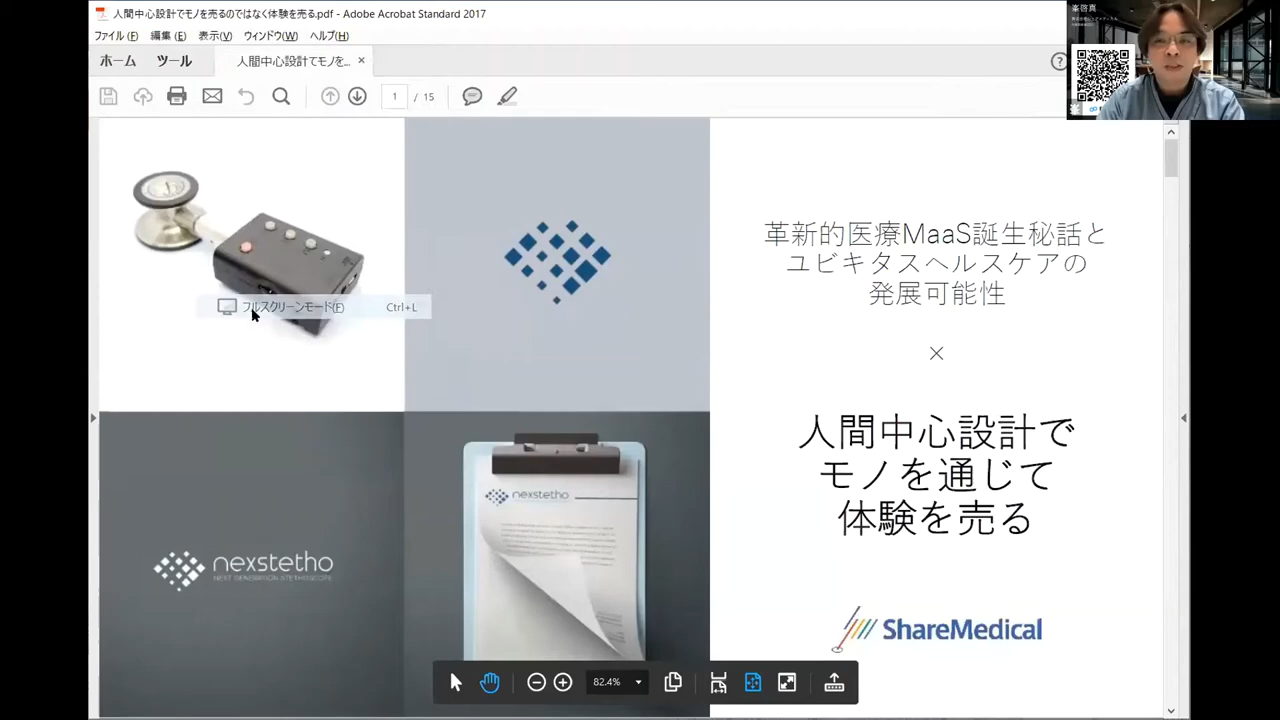 人間中心設計でモノを売るのではなく体験を売る.pdf - Adobe Acrobat Standard 2017
ファイル(F) 編集(E) 表示(V) ウィンドウ(W) ヘルプ(H)
ホーム ツール 人間中心設計でモノを... ×
1 / 15
峯啓真
フルスクリーンモード(F) Ctrl+L
革新的医療MaaS誕生秘話と
ユビキタスヘルスケアの
発展可能性
×
人間中心設計で
モノを通じて
体験を売る
nexstetho
nexstetho
NEXT GENERATION STETHOSCOPE
ShareMedical
82.4%